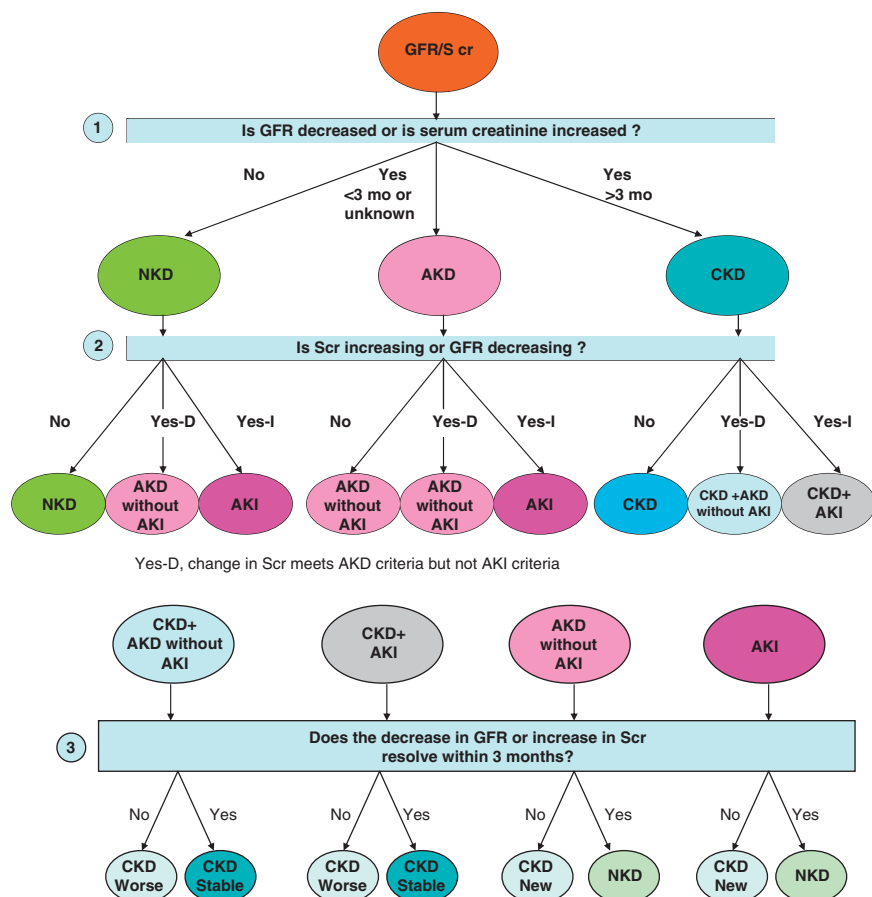 GFR/S cr
1
Is GFR decreased or is serum creatinine increased ?
No
Yes
<3 mo or
unknown
Yes
>3 mo
NKD
AKD
CKD
2
Is Scr increasing or GFR decreasing ?
No
Yes-D
Yes-I
No
Yes-D
Yes-I
No
Yes-D
Yes-I
NKD
AKD
without
AKI
AKI
AKD
without
AKI
AKD
without
AKI
AKI
CKD
CKD +AKD
without AKI
CKD+
AKI
Yes-D, change in Scr meets AKD criteria but not AKI criteria
CKD+
AKD without
AKI
CKD+
AKI
AKD
without
AKI
AKI
3
Does the decrease in GFR or increase in Scr
resolve within 3 months?
No
Yes
No
Yes
No
Yes
No
Yes
CKD
Worse
CKD
Stable
CKD
Worse
CKD
Stable
CKD
New
NKD
CKD
New
NKD